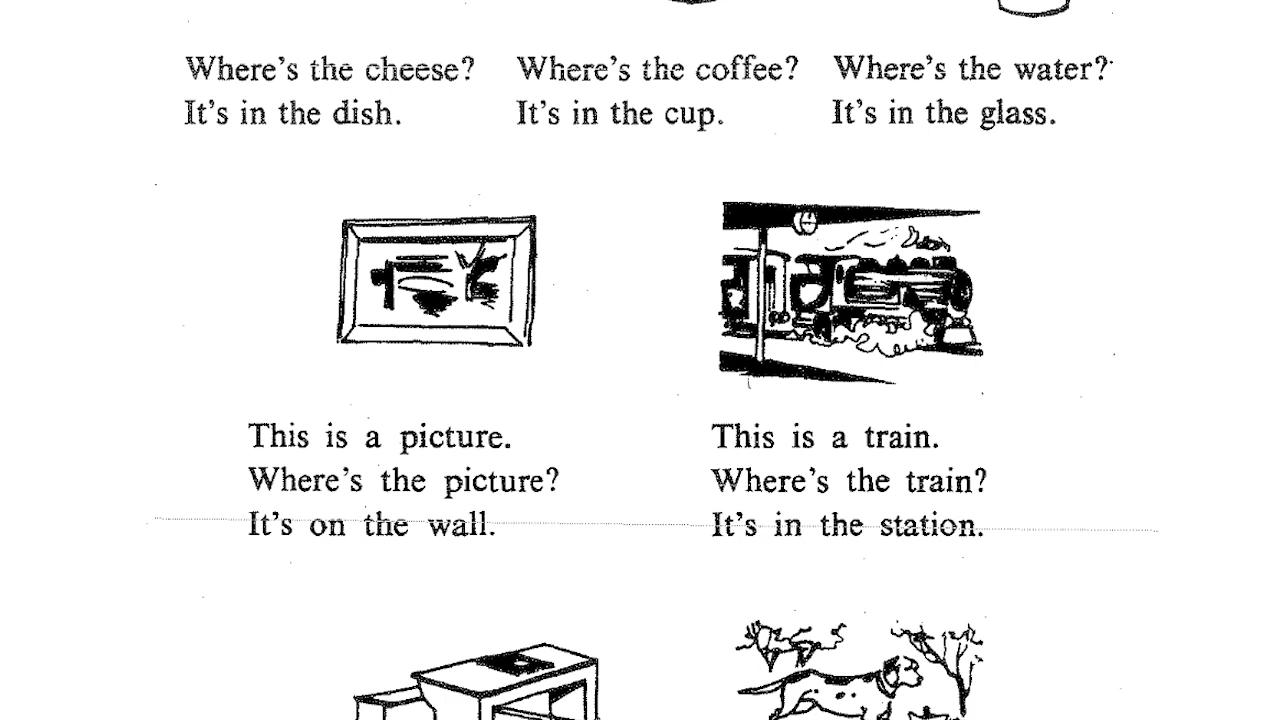 Where's the cheese? Where's the coffee? Where's the water?
It's in the dish. It's in the cup. It's in the glass.
This is a picture. This is a train.
Where's the picture? Where's the train?
It's on the wall. It's in the station.